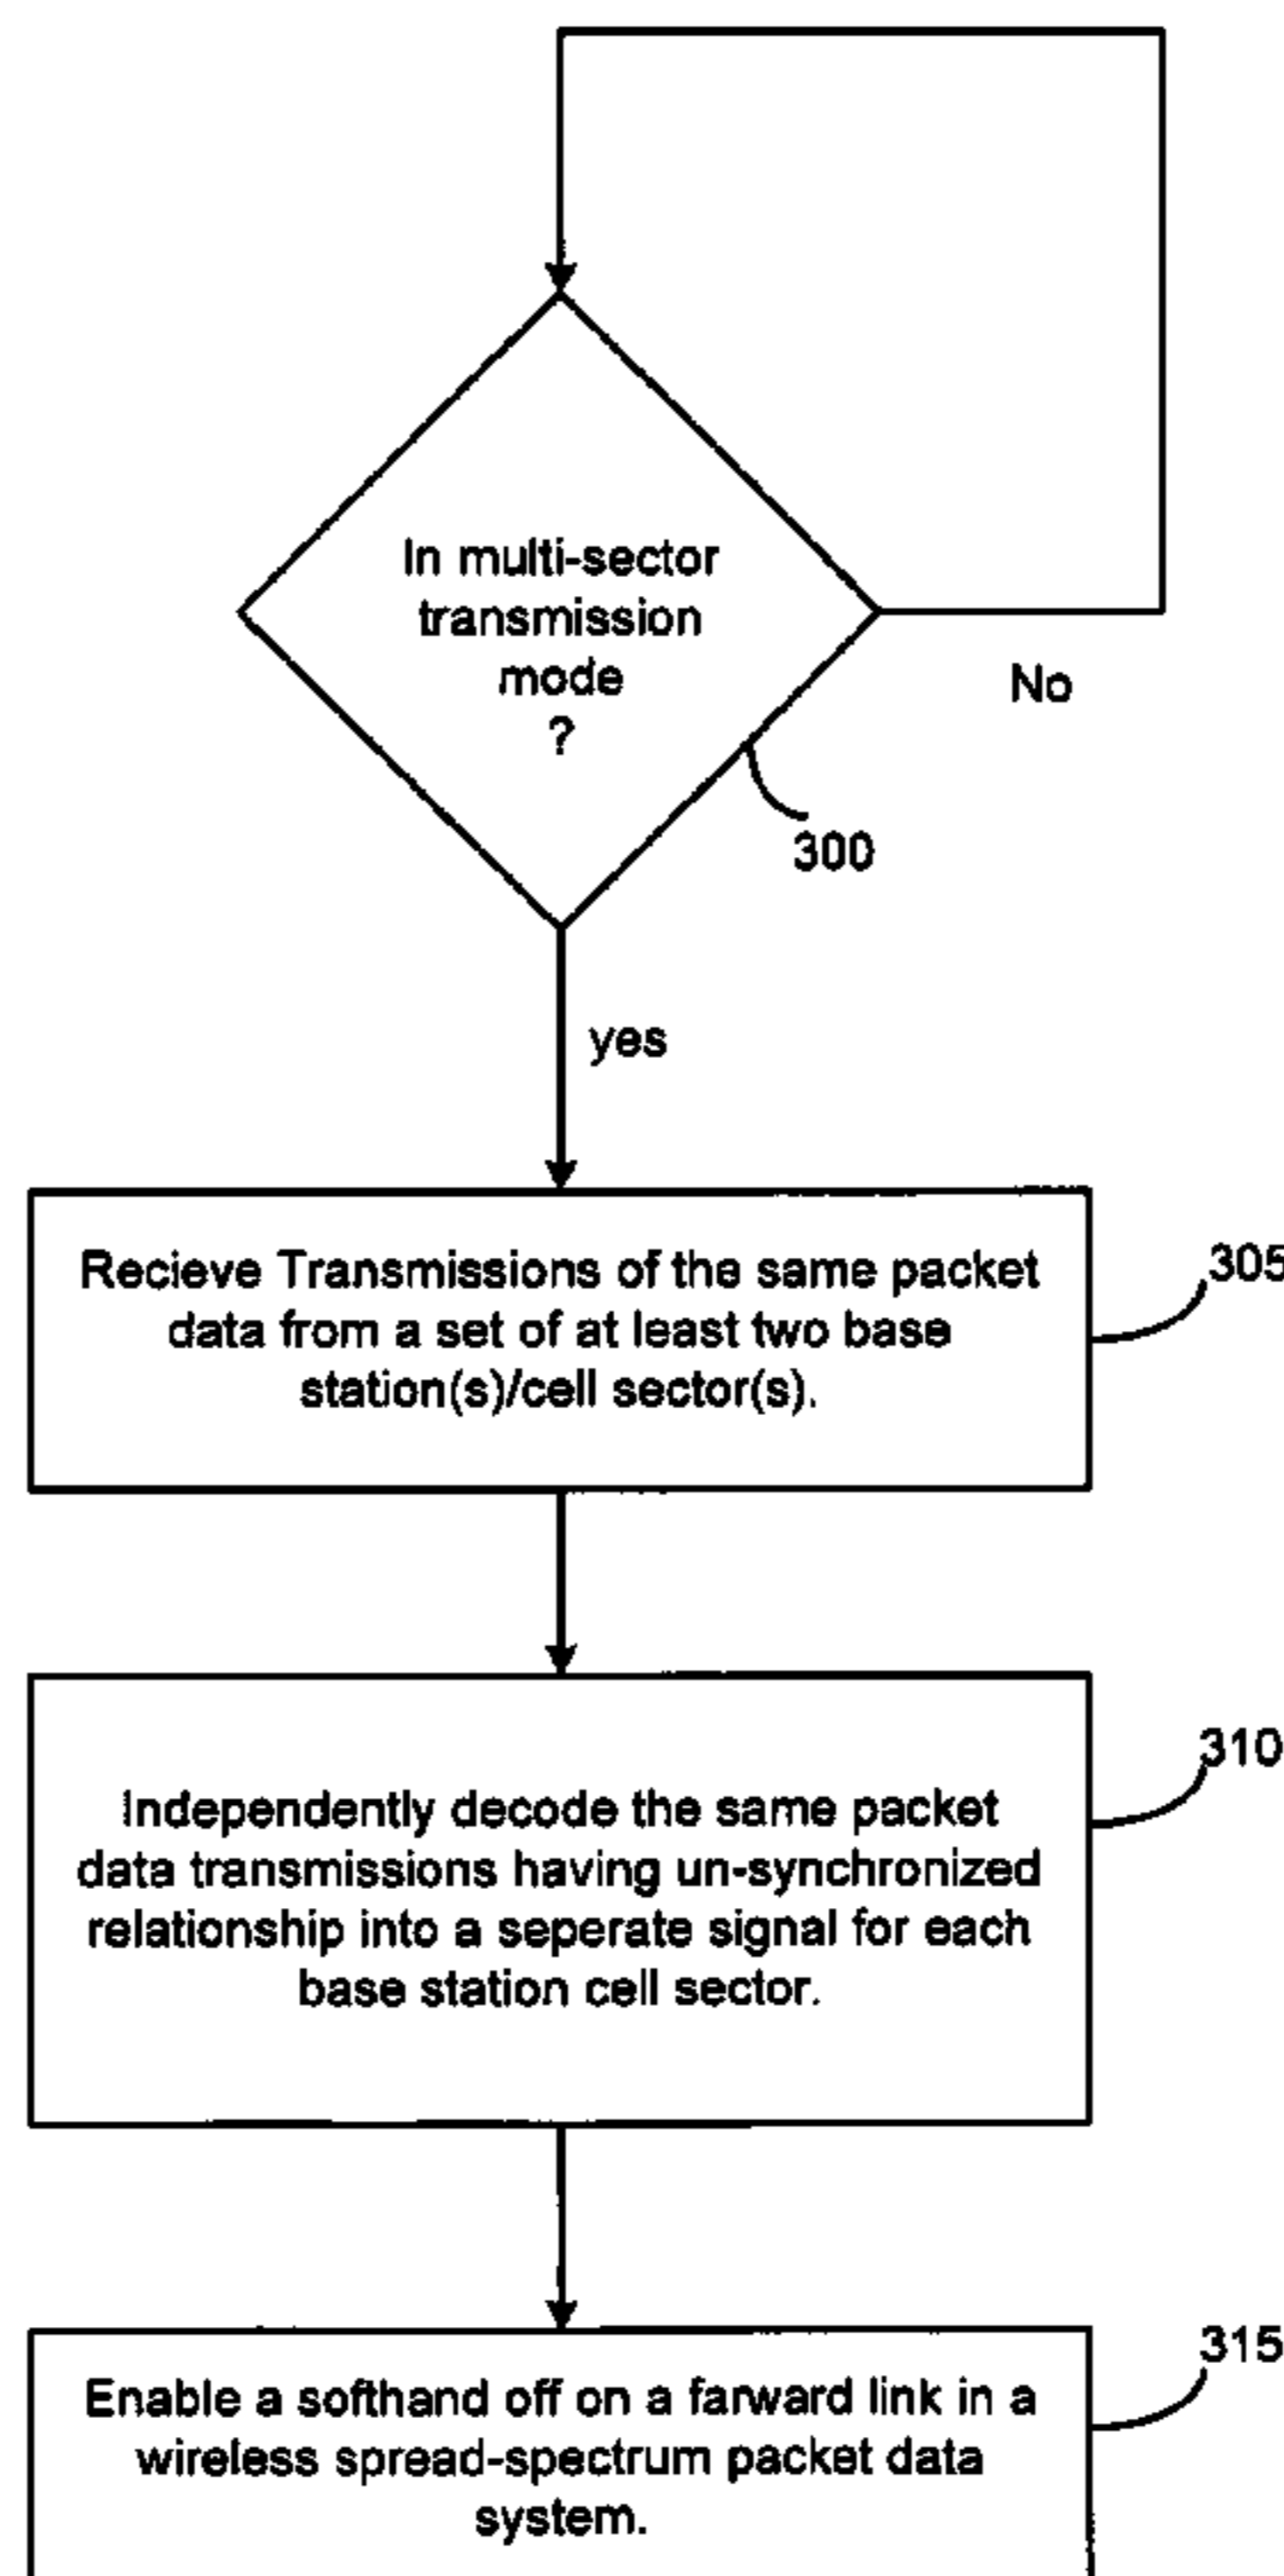 In multi-sector
transmission
mode
?
No
300
yes
Recieve Transmissions of the same packet
data from a set of at least two base
station(s)/cell sector(s).
305
Independently decode the same packet
data transmissions having un-synchronized
relationship into a seperate signal for each
base station cell sector.
310
Enable a softhand off on a farward link in a
wireless spread-spectrum packet data
system.
315